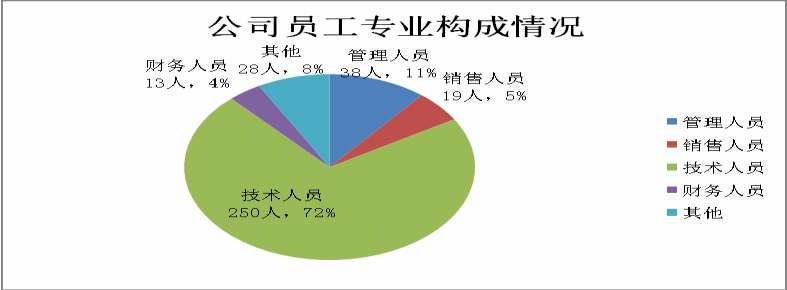 公司员工专业构成情况
其他
28人，8%
管理人员
38人，11%
财务人员
13人，4%
销售人员
19人，5%
技术人员
250人，72%
管理人员
销售人员
技术人员
财务人员
其他